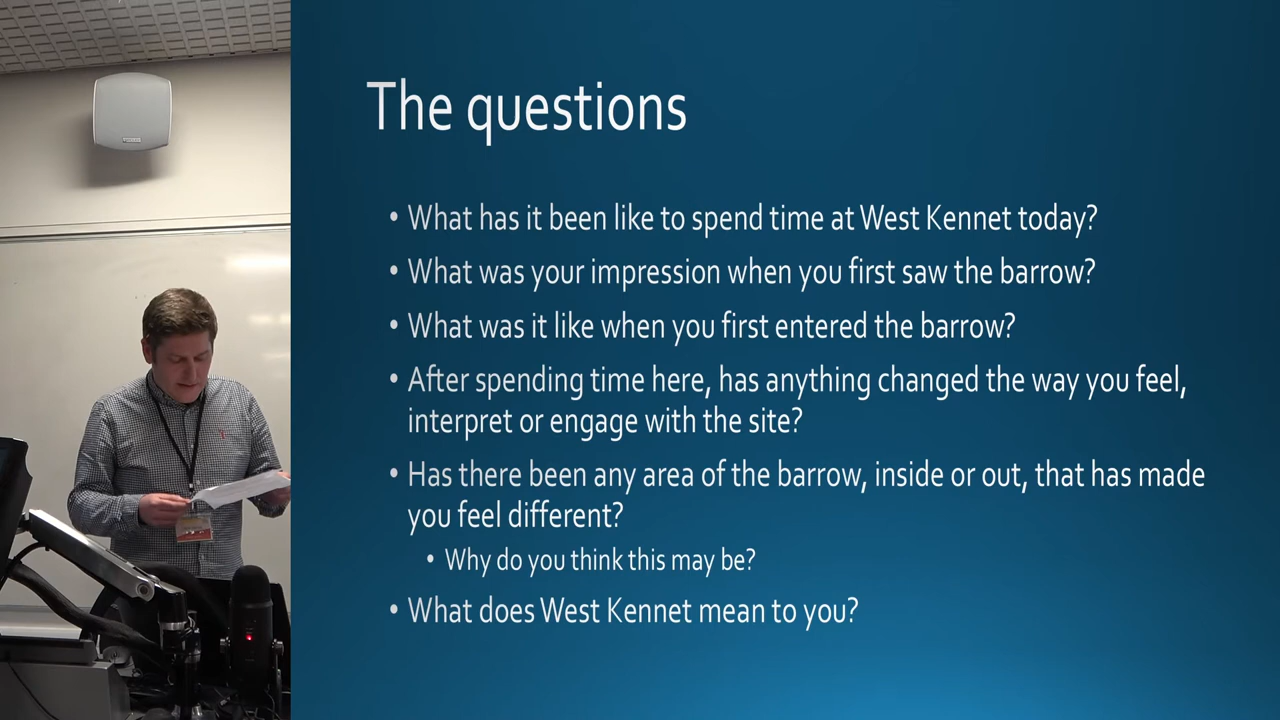 The questions
• What has it been like to spend time at West Kennet today?
• What was your impression when you first saw the barrow?
• What was it like when you first entered the barrow?
• After spending time here, has anything changed the way you feel,
interpret or engage with the site?
• Has there been any area of the barrow, inside or out, that has made
you feel different?
• Why do you think this may be?
• What does West Kennet mean to you?